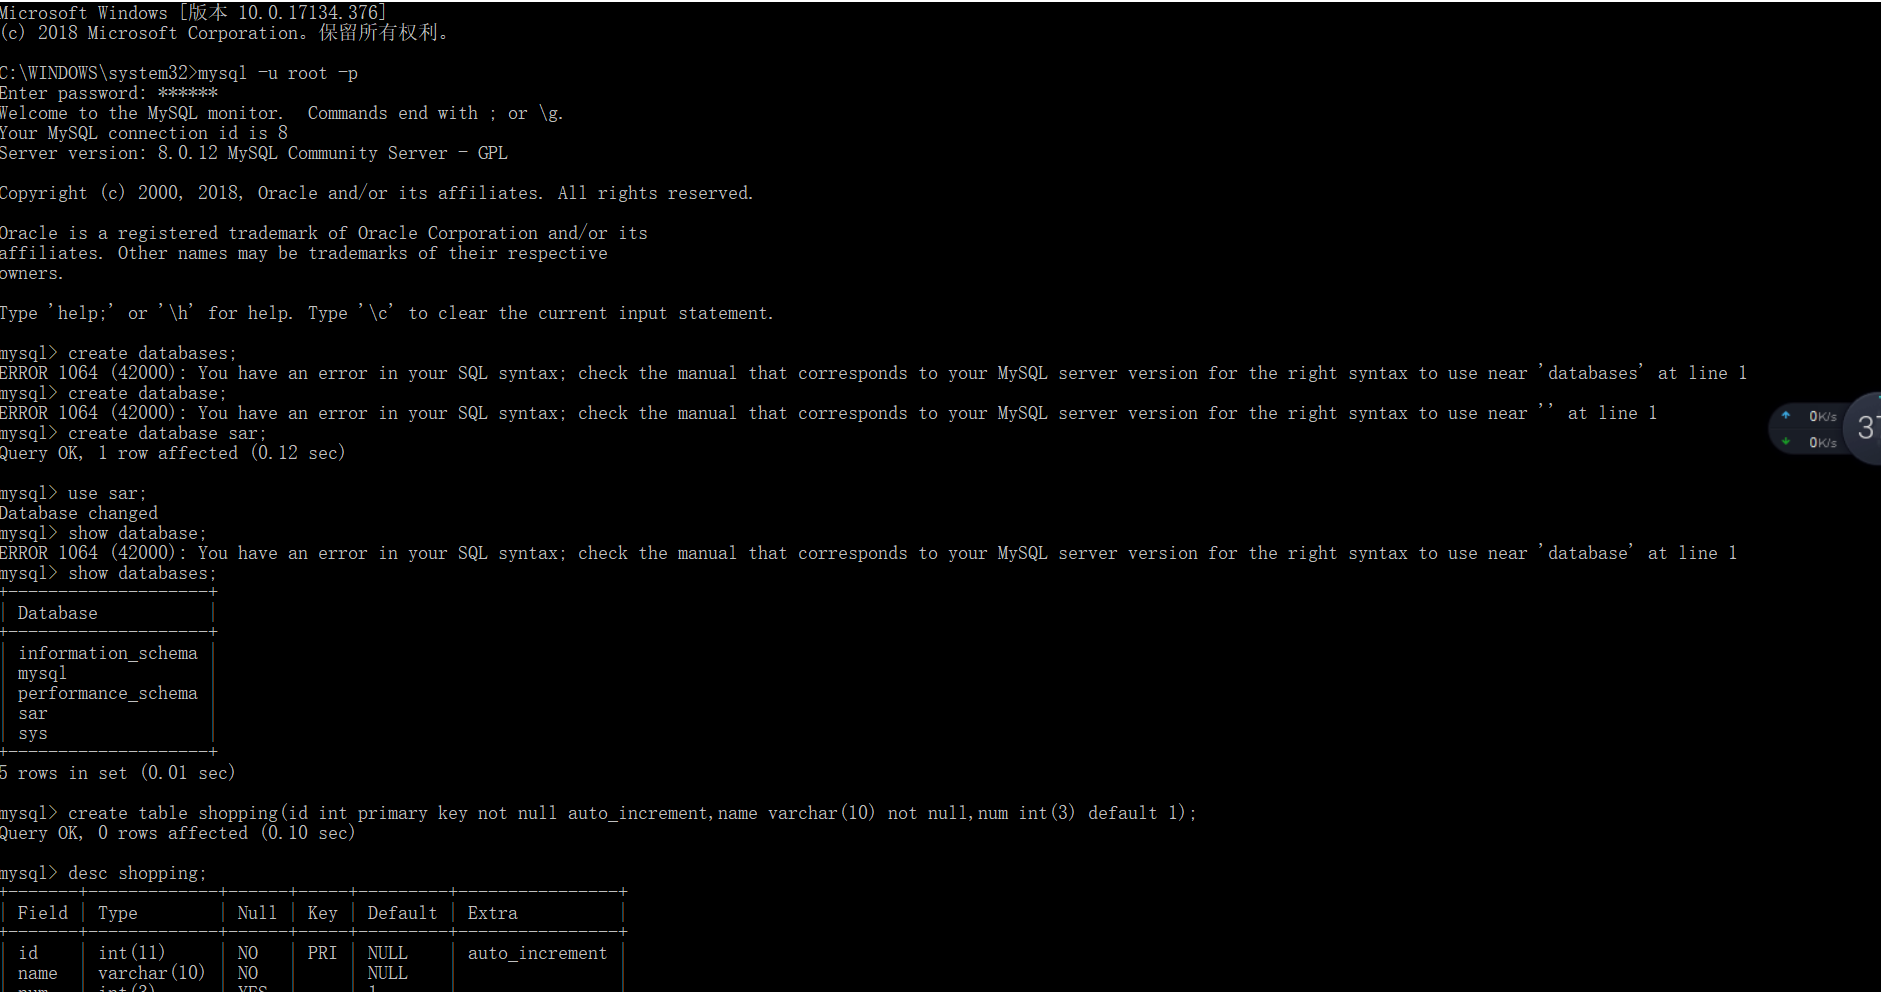 Microsoft Windows [版本 10.0.17134.376]
(c) 2018 Microsoft Corporation。保留所有权利。
C:\WINDOWS\system32>mysql -u root -p
Enter password: ******
Welcome to the MySQL monitor.  Commands end with ; or \g.
Your MySQL connection id is 8
Server version: 8.0.12 MySQL Community Server - GPL
Copyright (c) 2000, 2018, Oracle and/or its affiliates. All rights reserved.
Oracle is a registered trademark of Oracle Corporation and/or its
affiliates. Other names may be trademarks of their respective
owners.
Type 'help;' or '\h' for help. Type '\c' to clear the current input statement.
mysql> create databases;
ERROR 1064 (42000): You have an error in your SQL syntax; check the manual that corresponds to your MySQL server version for the right syntax to use near 'databases' at line 1
mysql> create database;
ERROR 1064 (42000): You have an error in your SQL syntax; check the manual that corresponds to your MySQL server version for the right syntax to use near '' at line 1
mysql> create database sar;
Query OK, 1 row affected (0.12 sec)
mysql> use sar;
Database changed
mysql> show database;
ERROR 1064 (42000): You have an error in your SQL syntax; check the manual that corresponds to your MySQL server version for the right syntax to use near 'database' at line 1
mysql> show databases;
+--------------------+
| Database           |
+--------------------+
| information_schema |
| mysql              |
| performance_schema |
| sar                |
| sys                |
+--------------------+
5 rows in set (0.01 sec)
mysql> create table shopping(id int primary key not null auto_increment,name varchar(10) not null,num int(3) default 1);
Query OK, 0 rows affected (0.10 sec)
mysql> desc shopping;
+-------+-------------+------+-----+---------+----------------+
| Field | Type        | Null | Key | Default | Extra          |
+-------+-------------+------+-----+---------+----------------+
| id    | int(11)     | NO   | PRI | NULL    | auto_increment |
| name  | varchar(10) | NO   |     | NULL    |                |
| num   | int(3)      | YES  |     | 1       |                |
0K/s
0K/s
37